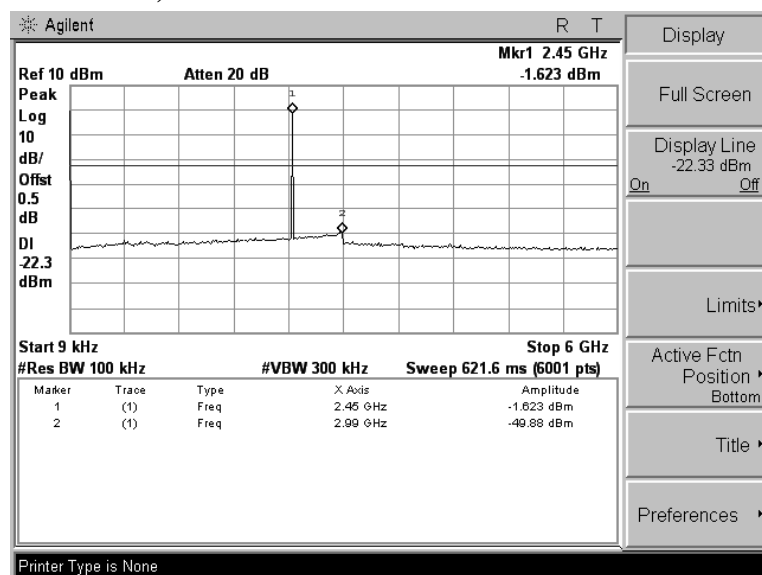 Agilent R T
Mkr1 2.45 GHz
Ref 10 dBm Atten 20 dB -1.623 dBm
Peak
Log
10
dB/
Offst
0.5
dB
DI
-22.3
dBm
1
2
Start 9 kHz Stop 6 GHz
#Res BW 100 kHz #VBW 300 kHz Sweep 621.6 ms (6001 pts)
Marker Trace Type X Axis Amplitude
1 (1) Freq 2.45 GHz -1.623 dBm
2 (1) Freq 2.99 GHz -49.88 dBm
Printer Type is None
Display
Full Screen
Display Line
-22.33 dBm
On Off
Limits
Active Fctn
Position
Bottom
Title
Preferences